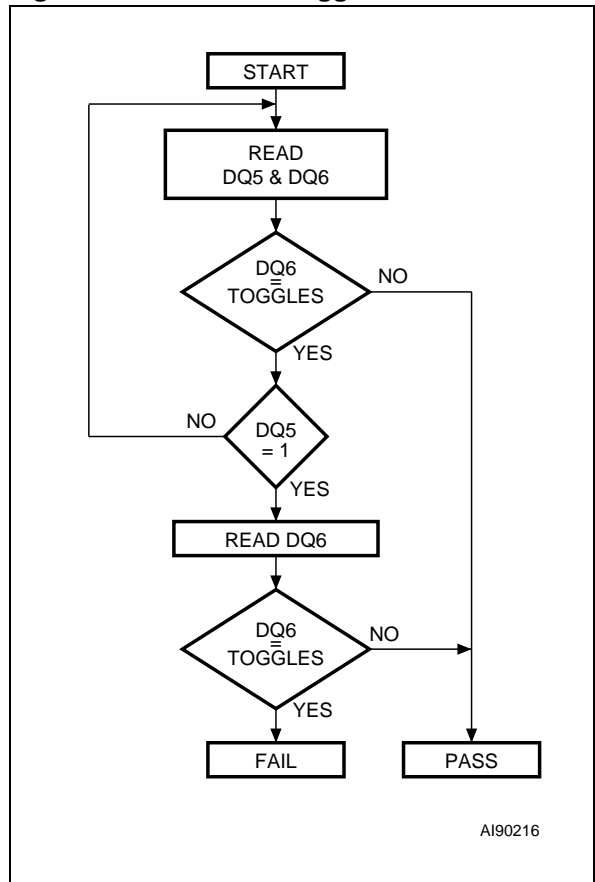 START
READ
DQ5 & DQ6
DQ6
=
TOGGLES
NO
YES
NO
DQ5
= 1
YES
READ DQ6
DQ6
=
TOGGLES
NO
YES
FAIL
PASS
AI90216